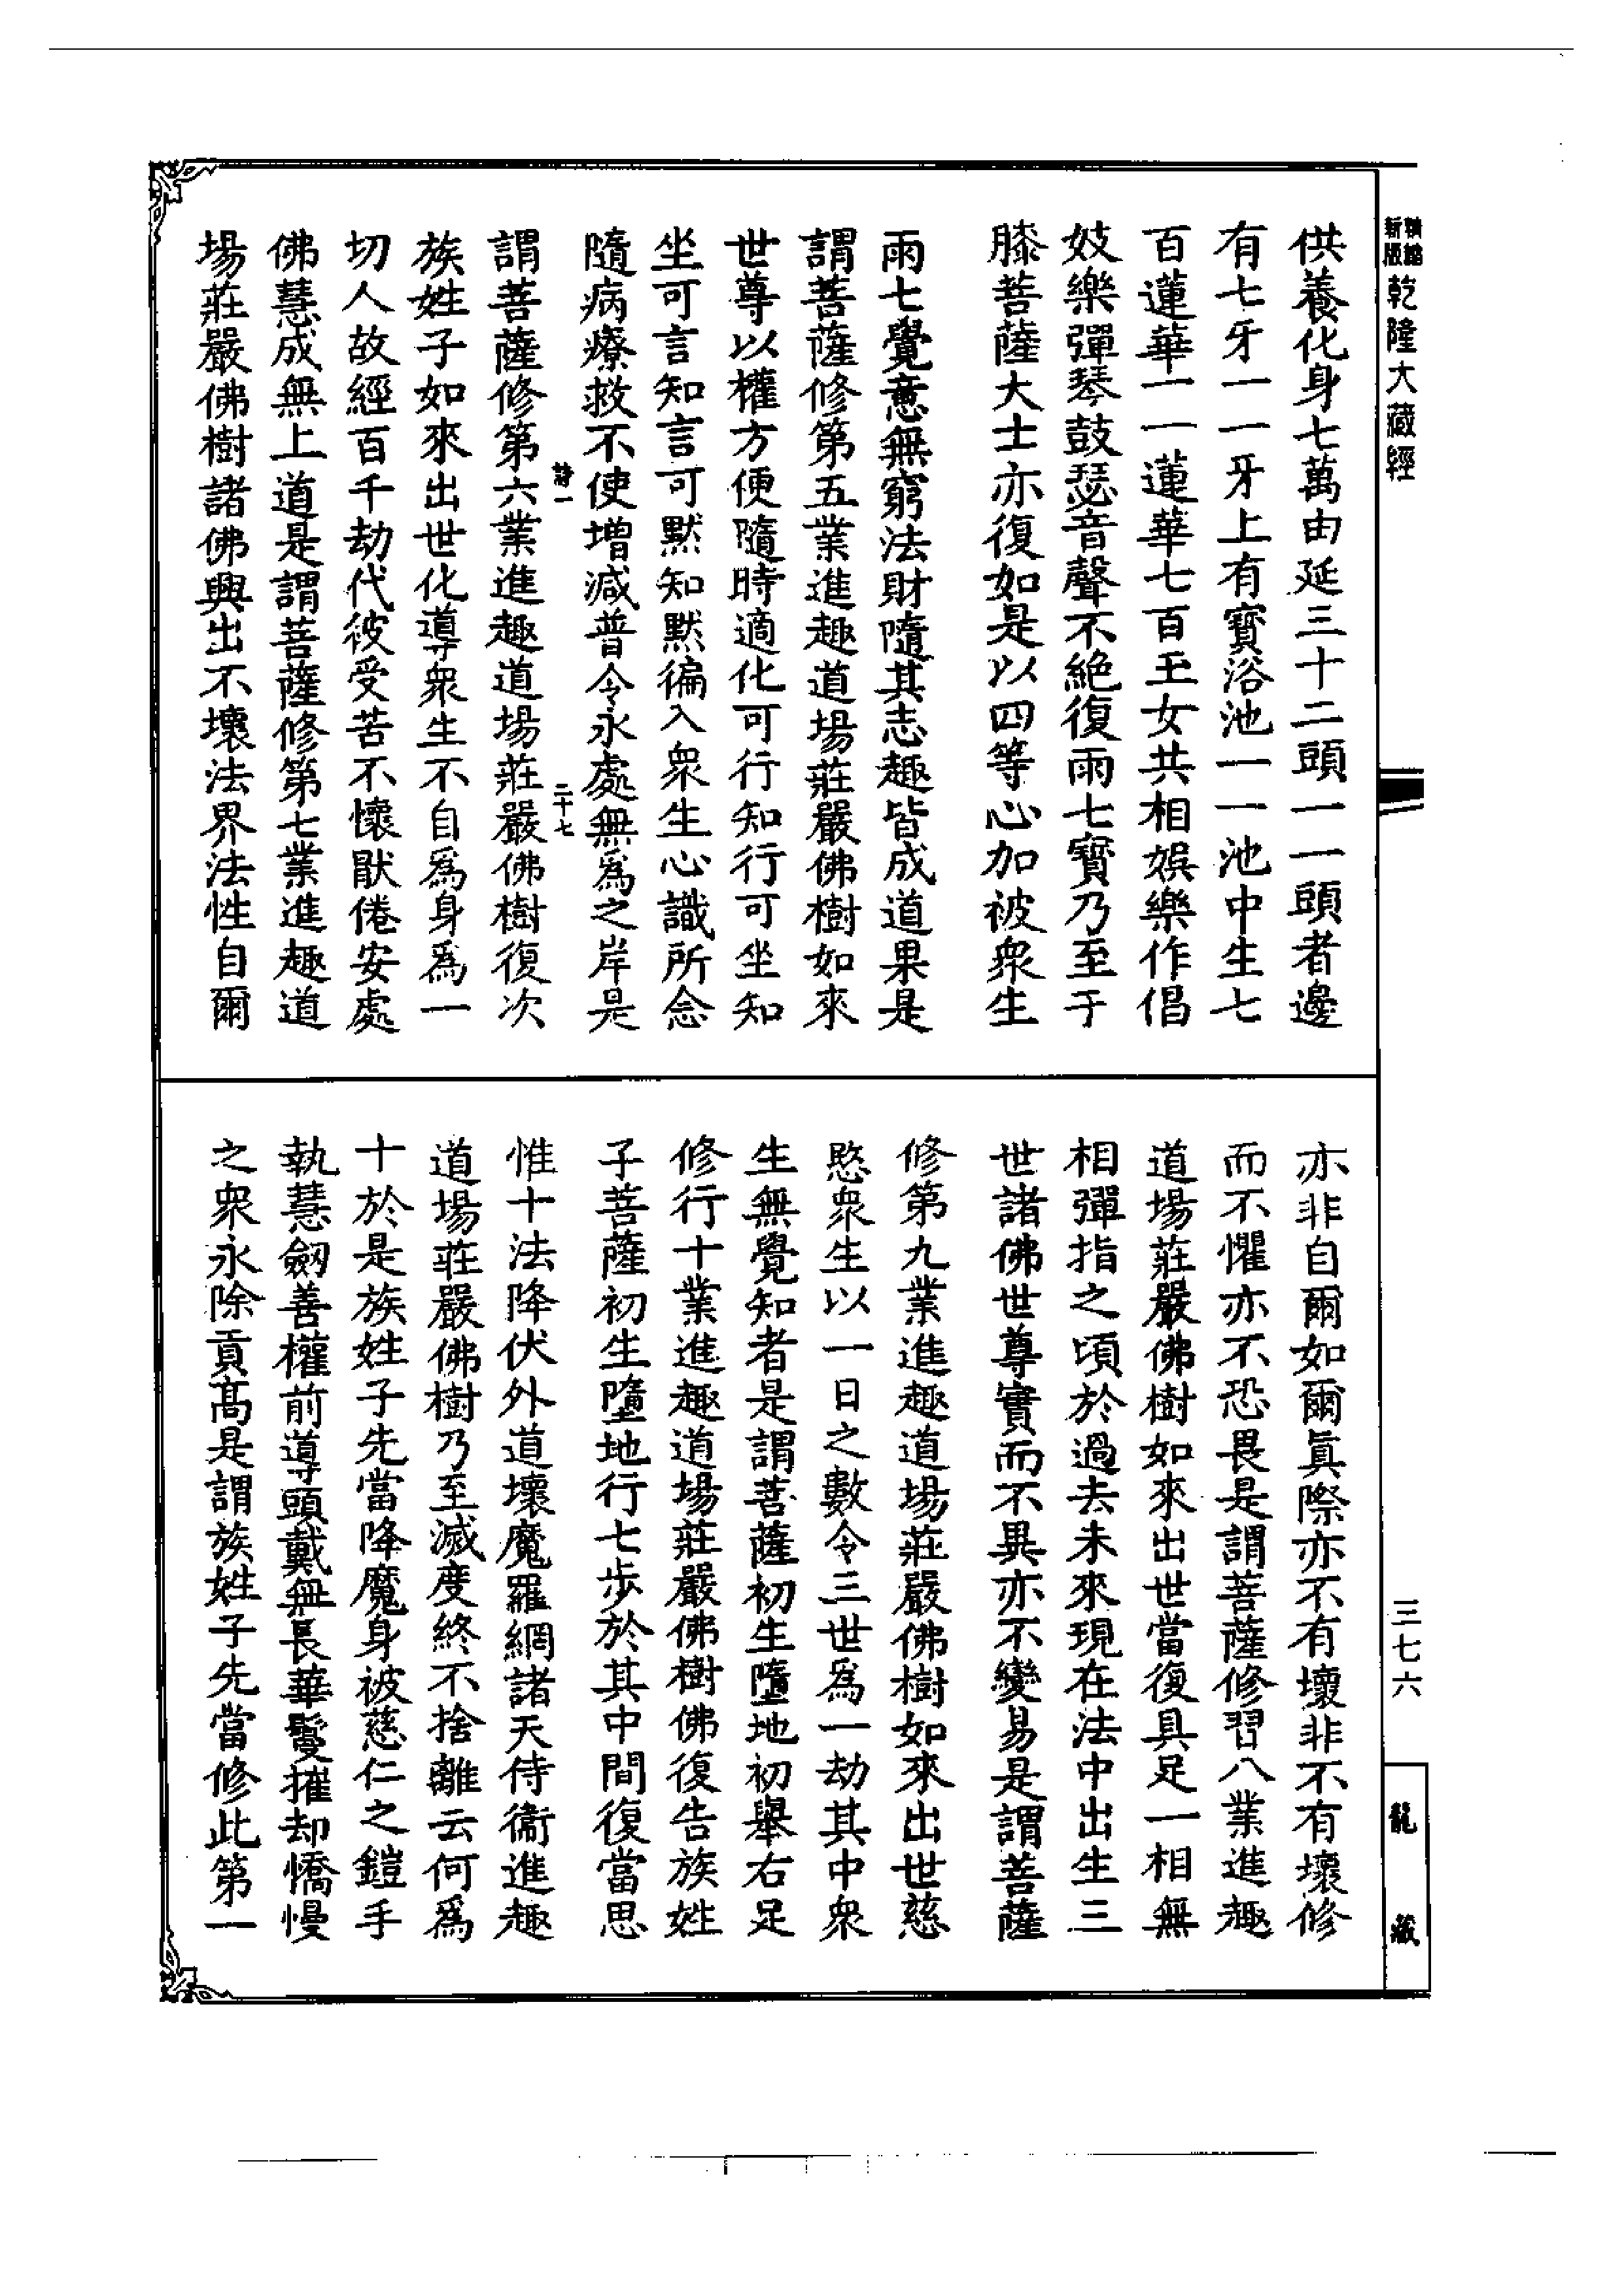 新版
精縮
乾隆大藏經
三七六
龍藏
供養化身七萬由延三十二頭一一頭者邊
有七牙一一牙上有寶浴池一一池中生七
百蓮華一一蓮華七百玉女共相娛樂作倡
妓樂彈琴鼓瑟音聲不絕復雨七寶乃至于
膝菩薩大士亦復如是以四等心加被衆生
雨七覺意無窮法財隨其志趣皆成道果是
謂菩薩修第五業進趣道場莊嚴佛樹如來
世尊以權方便隨時適化可行知行可坐知
坐可言知言可默知默徧入衆生心識所念
隨病療救不使增減普令永處無爲之岸是
詩一
二十七
謂菩薩修第六業進趣道場莊嚴佛樹復次
族姓子如來出世化導衆生不自爲身爲一
切人故經百千劫代彼受苦不懷猒倦安處
佛慧成無上道是謂菩薩修第七業進趣道
場莊嚴佛樹諸佛興出不壞法界法性自爾
亦非自爾如爾眞際亦不有壞非不有壞修
而不懼亦不恐畏是謂菩薩修習八業進趣
道場莊嚴佛樹如來出世當復具足一相無
相彈指之頃於過去未來現在法中出生三
世諸佛世尊實而不異亦不變易是謂菩薩
修第九業進趣道場莊嚴佛樹如來出世慈
愍衆生以一日之數令三世爲一劫其中衆
生無覺知者是謂菩薩初生墮地初舉右足
修行十業進趣道場莊嚴佛樹佛復告族姓
子菩薩初生墮地行七步於其中間復當思
惟十法降伏外道壞魔羅網諸天侍衞進趣
道場莊嚴佛樹乃至滅度終不捨離云何爲
十於是族姓子先當降魔身被慈仁之鎧手
執慧劒善權前導頭戴無長華鬘摧却憍慢
之衆永除貢高是謂族姓子先當修此第一